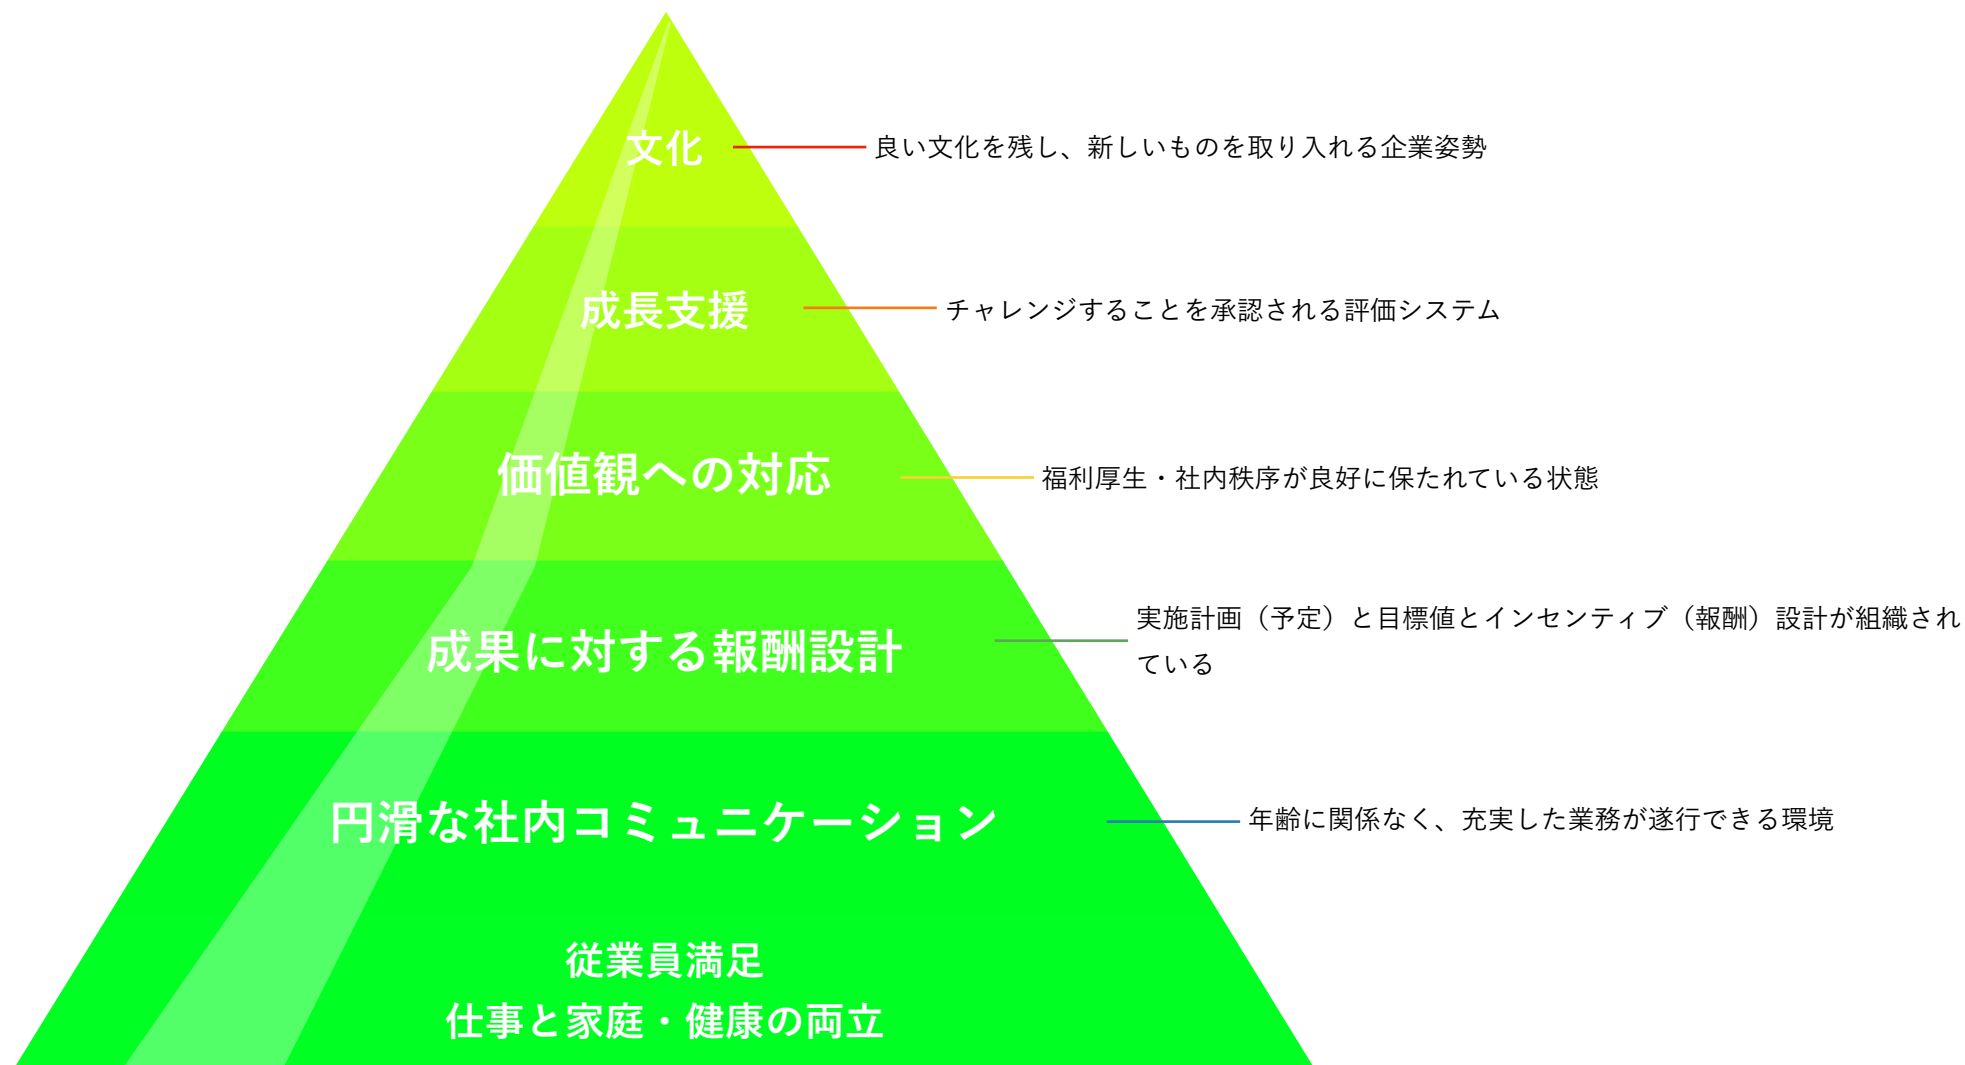 文化
良い文化を残し、新しいものを取り入れる企業姿勢
成長支援
チャレンジすることを承認される評価システム
価値観への対応
福利厚生・社内秩序が良好に保たれている状態
成果に対する報酬設計
実施計画（予定）と目標値とインセンティブ（報酬）設計が組織され
ている
円滑な社内コミュニケーション
年齢に関係なく、充実した業務が遂行できる環境
従業員満足
仕事と家庭・健康の両立